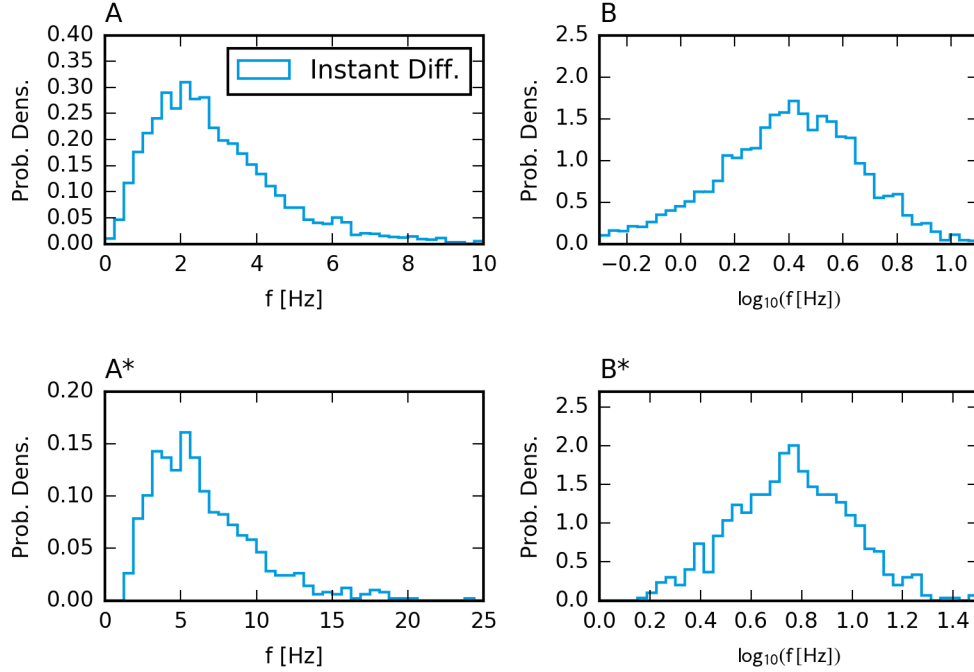 A
0.40
0.35
0.30
0.25
0.20
0.15
0.10
0.05
0.00
Prob. Dens.
Instant Diff.
0 2 4 6 8 10
f [Hz]
B
2.5
2.0
1.5
1.0
0.5
0.0
Prob. Dens.
−0.2 0.0 0.2 0.4 0.6 0.8 1.0
log₁₀(f[Hz])
A*
0.20
0.15
0.10
0.05
0.00
Prob. Dens.
0 5 10 15 20 25
f [Hz]
B*
2.5
2.0
1.5
1.0
0.5
0.0
Prob. Dens.
0.0 0.2 0.4 0.6 0.8 1.0 1.2 1.4
log₁₀(f[Hz])